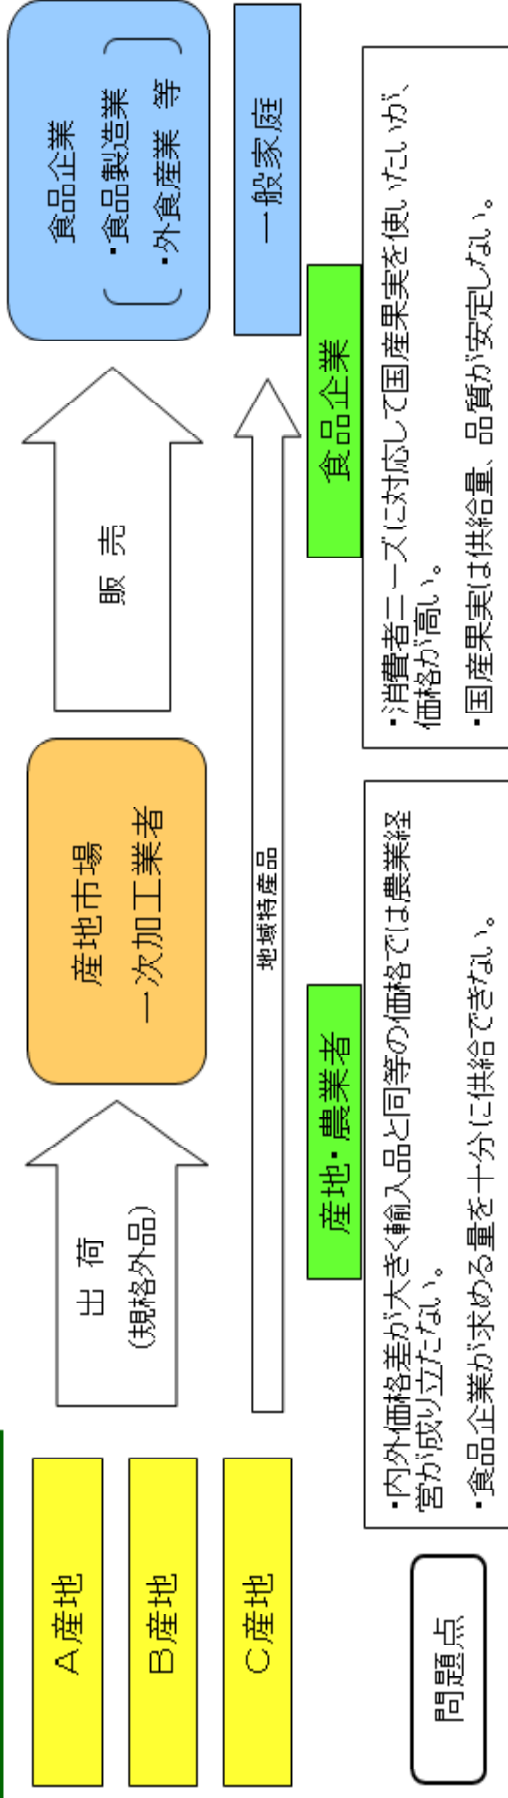 A産地
B産地
C産地
出 荷
(規格外品)
産地市場
一次加工業者
販 売
食品企業
・食品製造業
・外食産業 等
地域特産品
一般家庭
問題点
産地・農業者
・内外価格差が大きく輸入品と同等の価格では農業経
営が成り立たない。
・食品企業が求める量を十分に供給できない。
食品企業
・消費者ニーズに対応して国産果実を使いたいが、
価格が高い。
・国産果実は供給量、品質が安定しない。